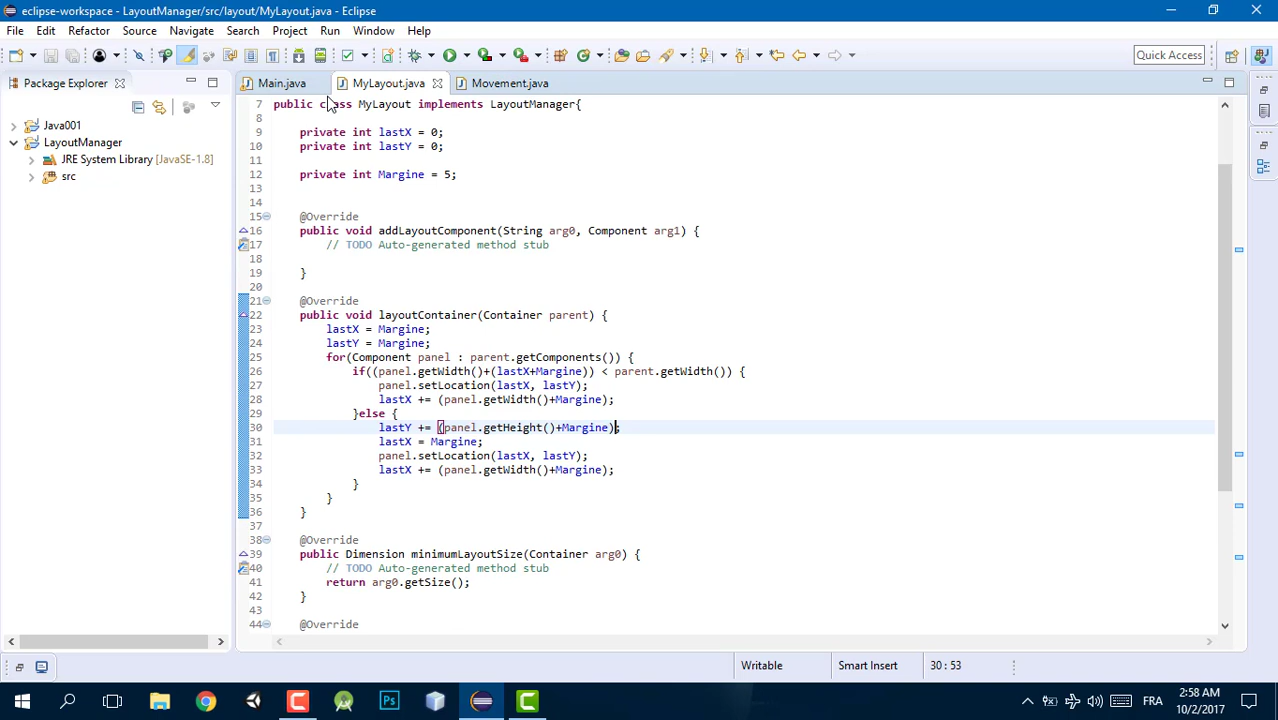 eclipse-workspace - LayoutManager/src/layout/MyLayout.java - Eclipse
File Edit Refactor Source Navigate Search Project Run Window Help
Quick Access
Package Explorer
Main.java MyLayout.java Movement.java
Java001
LayoutManager
JRE System Library [JavaSE-1.8]
src
7 public class MyLayout implements LayoutManager{
8
9 private int lastX = 0;
10 private int lastY = 0;
11
12 private int Margine = 5;
13
14
15 @Override
16 public void addLayoutComponent(String arg0, Component arg1) {
17 // TODO Auto-generated method stub
18
19 }
20
21 @Override
22 public void layoutContainer(Container parent) {
23 lastX = Margine;
24 lastY = Margine;
25 for(Component panel : parent.getComponents()) {
26 if((panel.getWidth()+(lastX+Margine)) < parent.getWidth()) {
27 panel.setLocation(lastX, lastY);
28 lastX += (panel.getWidth()+Margine);
29 }else {
30 lastY += (panel.getHeight()+Margine);
31 lastX = Margine;
32 panel.setLocation(lastX, lastY);
33 lastX += (panel.getWidth()+Margine);
34 }
35 }
36 }
37
38 @Override
39 public Dimension minimumLayoutSize(Container arg0) {
40 // TODO Auto-generated method stub
41 return arg0.getSize();
42 }
43
44 @Override
Writable Smart Insert 30 : 53
FRA 2:58 AM
10/2/2017